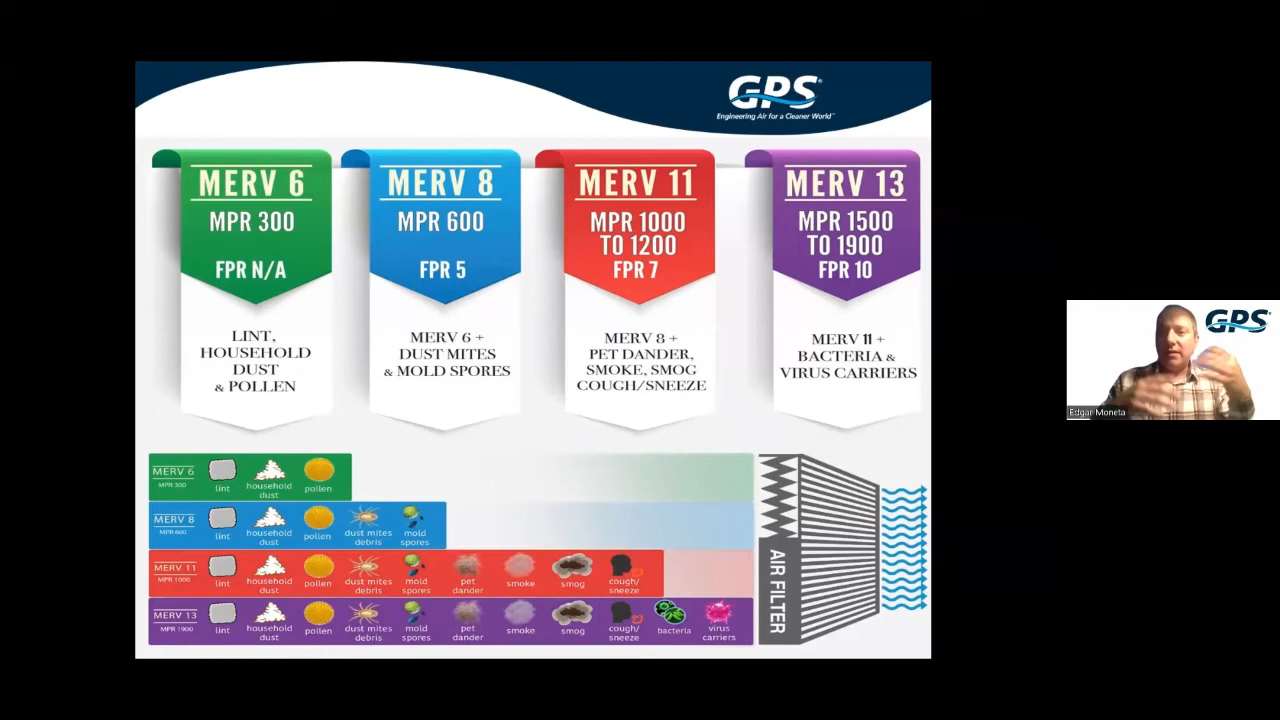 GPS®
Engineering Air for a Cleaner World™
MERV 6
MPR 300
FPR N/A
LINT,
HOUSEHOLD
DUST
& POLLEN
MERV 8
MPR 600
FPR 5
MERV 6 +
DUST MITES
& MOLD SPORES
MERV 11
MPR 1000
TO 1200
FPR 7
MERV 8 +
PET DANDER,
SMOKE, SMOG
COUGH/SNEEZE
MERV 13
MPR 1500
TO 1900
FPR 10
MERV 11 +
BACTERIA &
VIRUS CARRIERS
MERV 6
MPR 300
lint
household
dust
pollen
MERV 8
MPR 600
lint
household
dust
pollen
dust mites
debris
mold
spores
MERV 11
MPR 1000
lint
household
dust
pollen
dust mites
debris
mold
spores
pet
dander
smoke
smog
cough/
sneeze
MERV 13
MPR 1900
lint
household
dust
pollen
dust mites
debris
mold
spores
pet
dander
smoke
smog
cough/
sneeze
bacteria
virus
carriers
AIR FILTER
GPS
Edgar Moneta